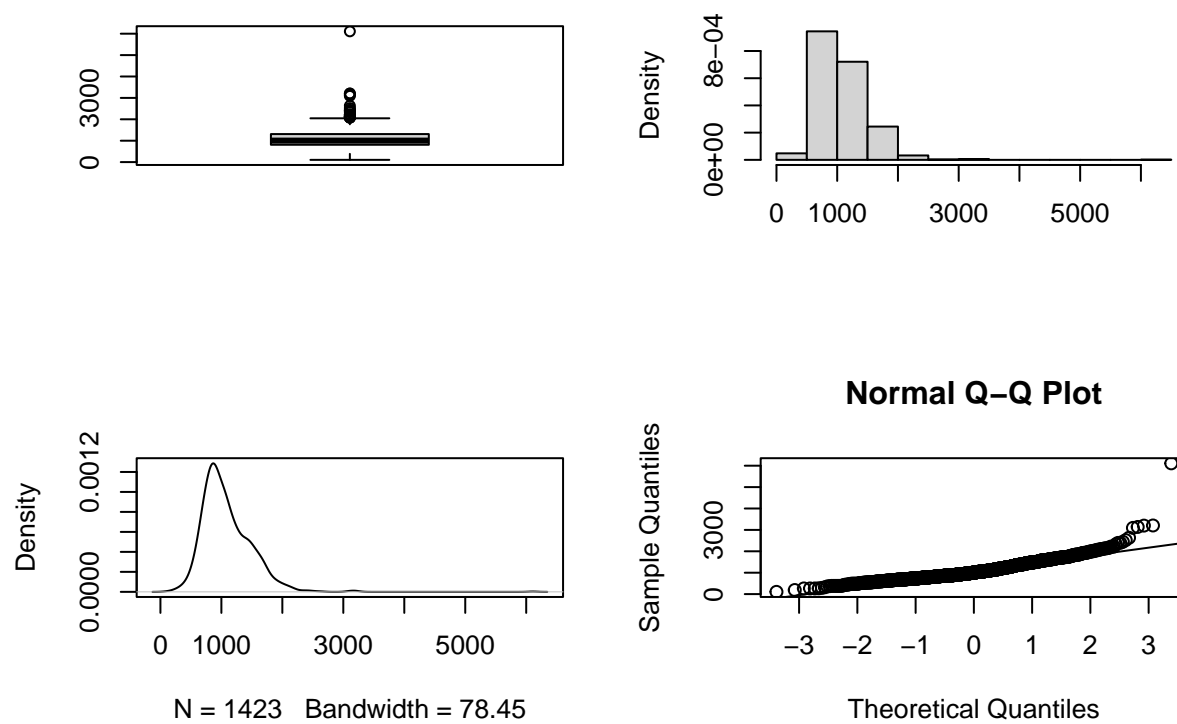 0 3000
Density
0e+00 8e−04
0 1000 3000 5000
Density
0.0000 0.0012
0 1000 3000 5000
N = 1423 Bandwidth = 78.45
Normal Q−Q Plot
Sample Quantiles
0 3000
−3 −2 −1 0 1 2 3
Theoretical Quantiles